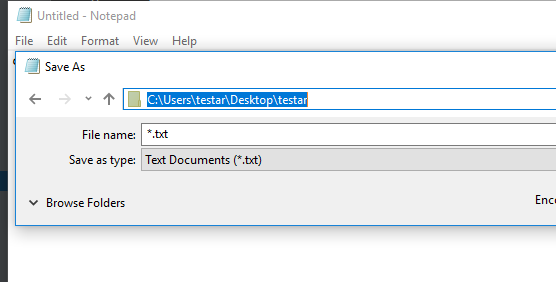 Untitled - Notepad
File Edit Format View Help
Save As
C:\Users\testar\Desktop\testar
File name: *.txt
Save as type: Text Documents (*.txt)
Browse Folders
Enc